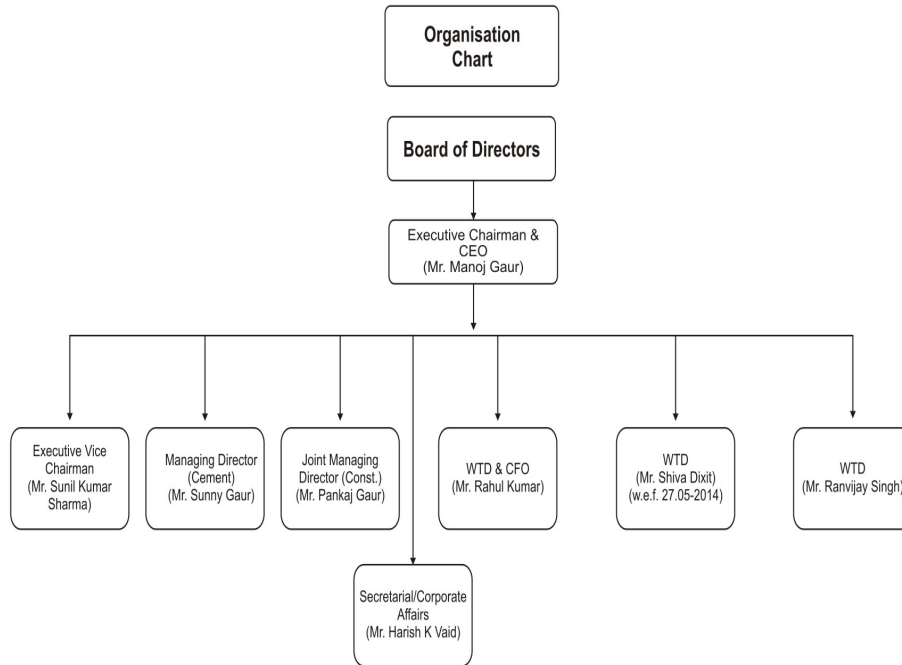 Organisation
Chart
Board of Directors
Executive Chairman &
CEO
(Mr. Manoj Gaur)
Executive Vice
Chairman
(Mr. Sunil Kumar
Sharma)
Managing Director
(Cement)
(Mr. Sunny Gaur)
Joint Managing
Director (Const.)
(Mr. Pankaj Gaur)
WTD & CFO
(Mr. Rahul Kumar)
WTD
(Mr. Shiva Dixit)
(w.e.f. 27.05-2014)
WTD
(Mr. Ranvijay Singh)
Secretarial/Corporate
Affairs
(Mr. Harish K Vaid)